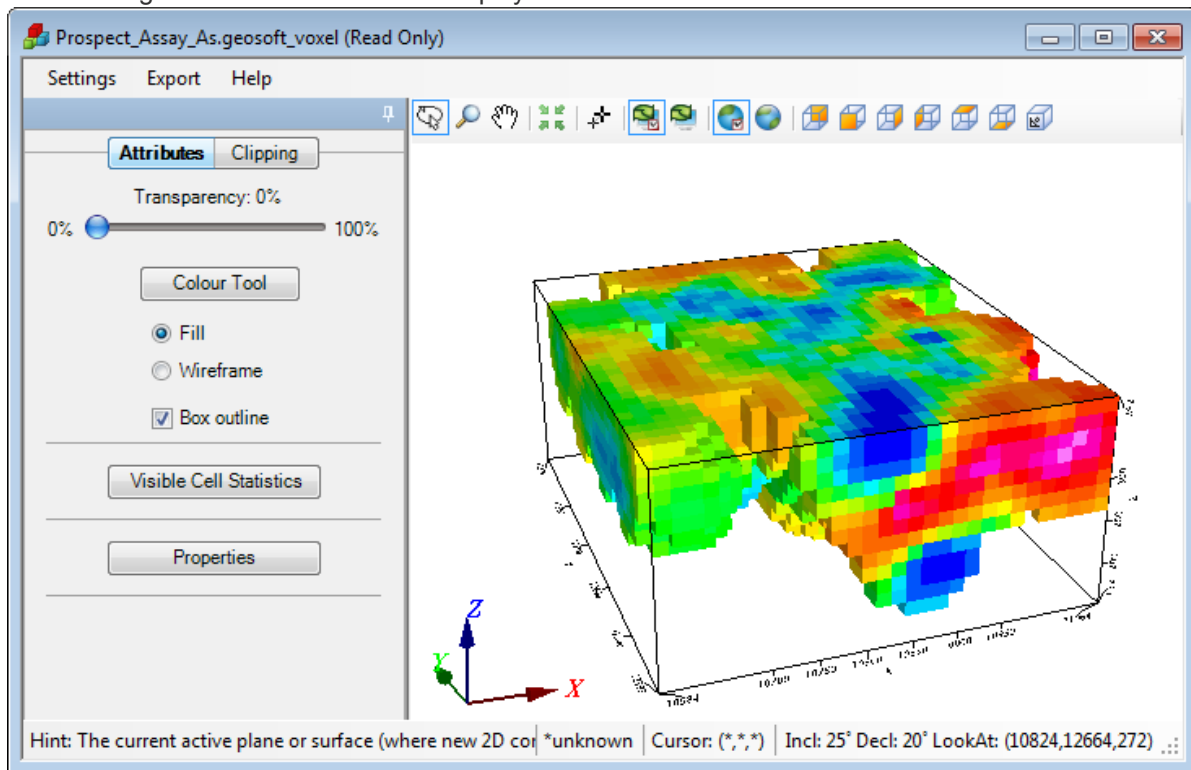 Prospect_Assay_As.geosoft_voxel (Read Only)
Settings Export Help
Attributes Clipping
Transparency: 0%
0% 100%
Colour Tool
Fill
Wireframe
Box outline
Visible Cell Statistics
Properties
Z
Y
X
Hint: The current active plane or surface (where new 2D *unknown Cursor: (*,*,*) Incl: 25° Decl: 20° LookAt: (10824,12664,272)